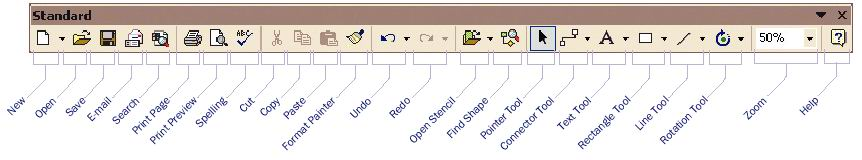 Standard
ABC
A
50%
?
New
Open
Save
E-mail
Search
Print Page
Print Preview
Spelling
Cut
Copy
Paste
Format Painter
Undo
Redo
Open Stencil
Find Shape
Pointer Tool
Connector Tool
Text Tool
Rectangle Tool
Line Tool
Rotation Tool
Zoom
Help